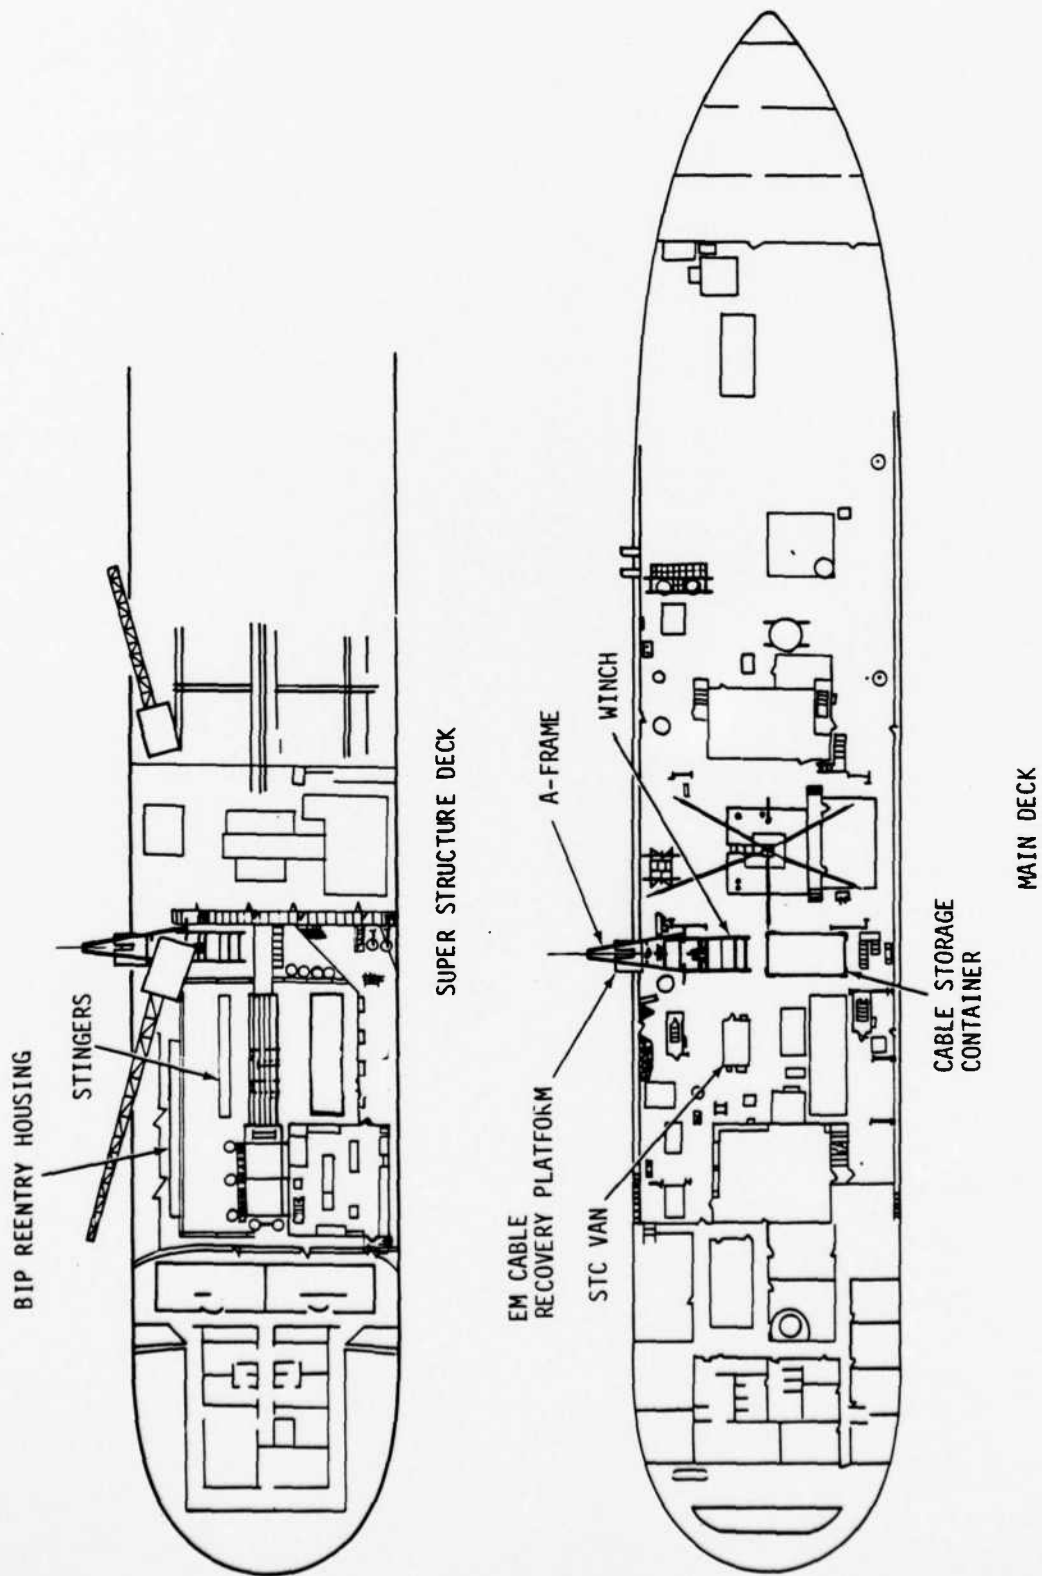 BIP REENTRY HOUSING
STINGERS
SUPER STRUCTURE DECK
EM CABLE
RECOVERY PLATFORM
STC VAN
A-FRAME
WINCH
CABLE STORAGE
CONTAINER
MAIN DECK